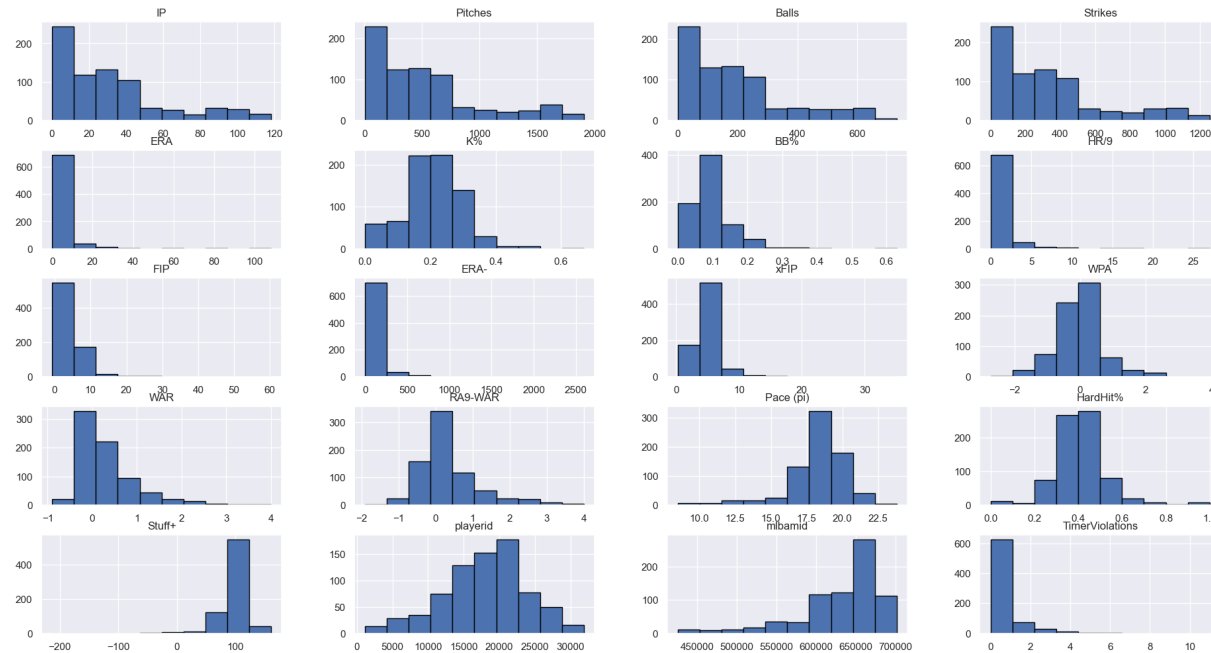 IP
Pitches
Balls
Strikes
200
100
0
0 20 40 60 80 100 120
200
100
0
0 500 1000 1500 2000
200
100
0
0 200 400 600
200
100
0
0 200 400 600 800 1000 1200
ERA
K%
BB%
HR/9
600
400
200
0
0 20 40 60 80 100
200
100
0
0.0 0.2 0.4 0.6
400
200
0
0.0 0.1 0.2 0.3 0.4 0.5 0.6
600
400
200
0
0 5 10 15 20 25
FIP
ERA-
xFIP
WPA
400
200
0
0 10 20 30 40 50 60
600
400
200
0
0 500 1000 1500 2000 2500
400
200
0
0 10 20 30
300
200
100
0
−2 0 2 4
WAR
RA9-WAR
Pace (pi)
HardHit%
300
200
100
0
−1 0 1 2 3 4
300
200
100
0
−2 −1 0 1 2 3 4
300
200
100
0
10.0 12.5 15.0 17.5 20.0 22.5
200
100
0
0.0 0.2 0.4 0.6 0.8 1.0
Stuff+
playerid
mlbamid
TimerViolations
400
200
0
−200 −100 0 100
150
100
50
0
5000 10000 15000 20000 25000 30000
200
100
0
450000 500000 550000 600000 650000 700000
600
400
200
0
0 2 4 6 8 10